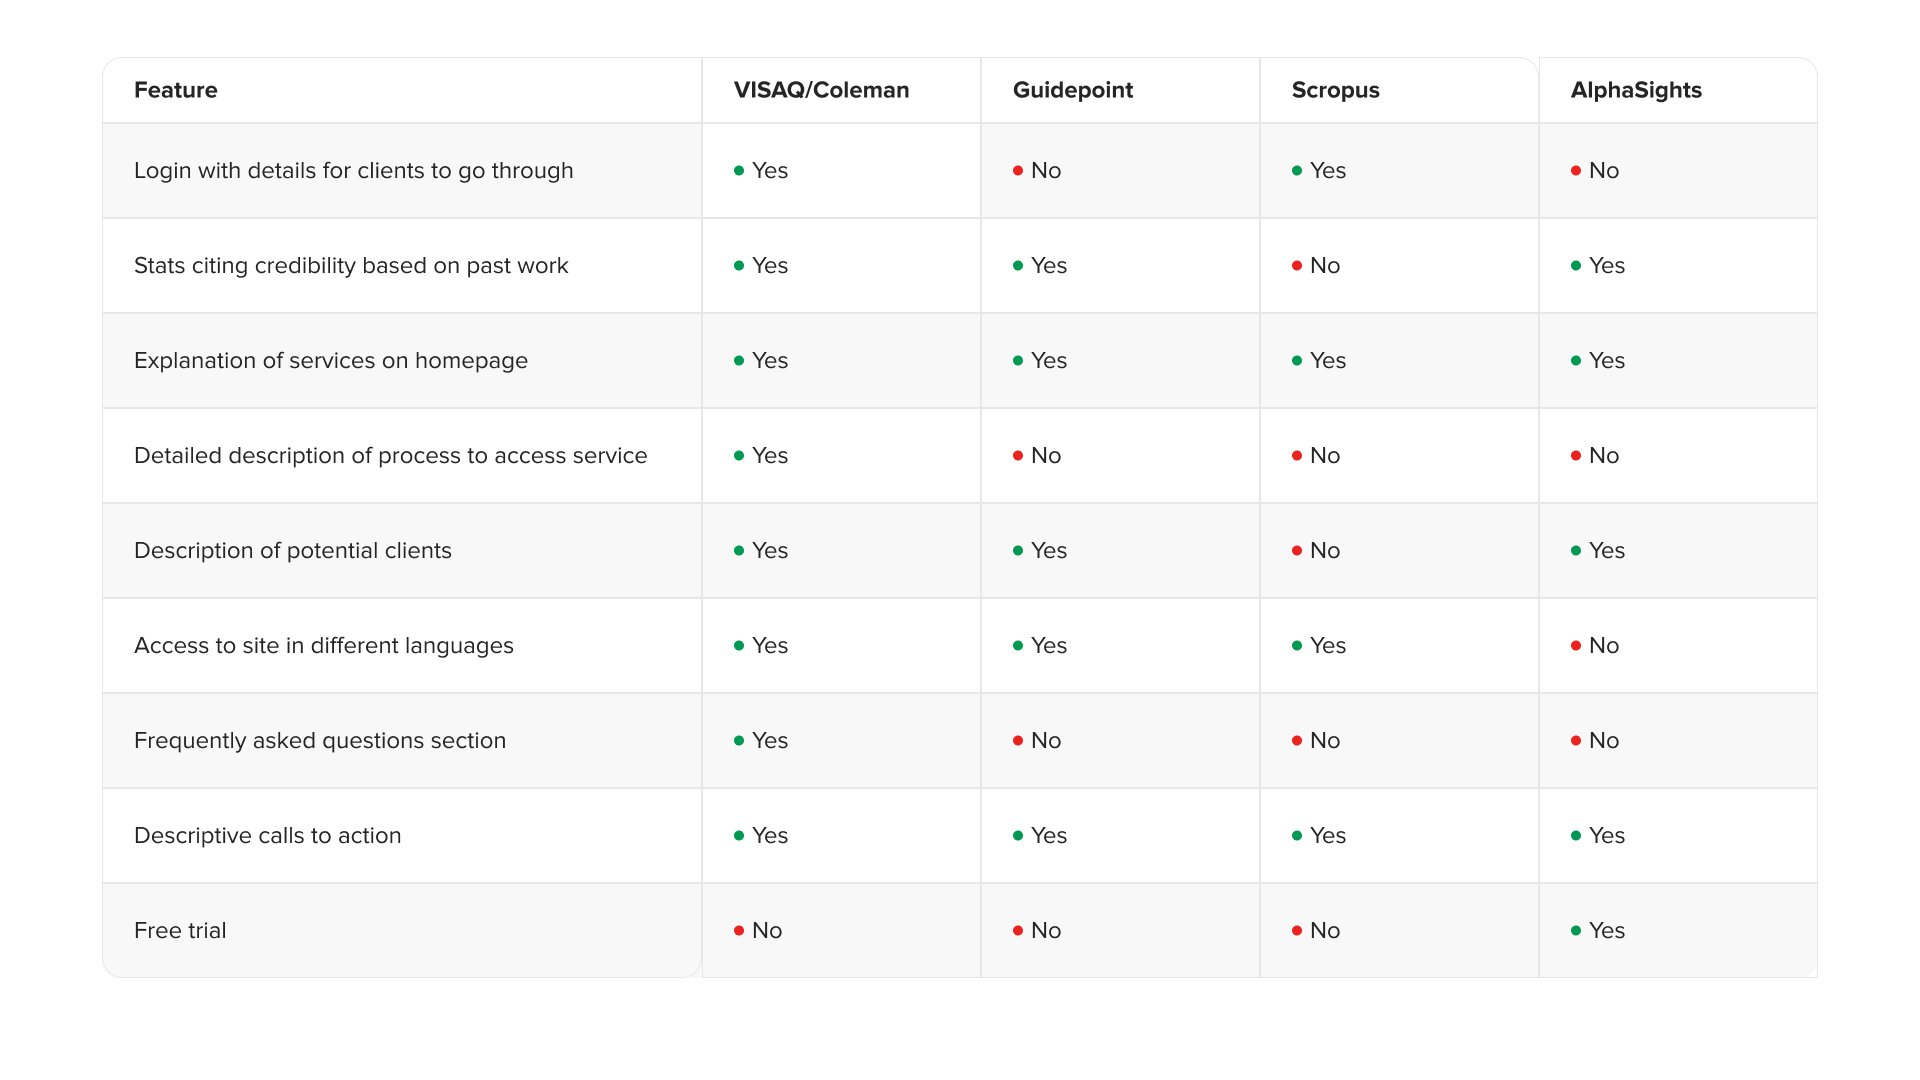 Feature VISAQ/Coleman Guidepoint Scropus AlphaSights
Login with details for clients to go through Yes No Yes No
Stats citing credibility based on past work Yes Yes No Yes
Explanation of services on homepage Yes Yes Yes Yes
Detailed description of process to access service Yes No No No
Description of potential clients Yes Yes No Yes
Access to site in different languages Yes Yes Yes No
Frequently asked questions section Yes No No No
Descriptive calls to action Yes Yes Yes Yes
Free trial No No No Yes